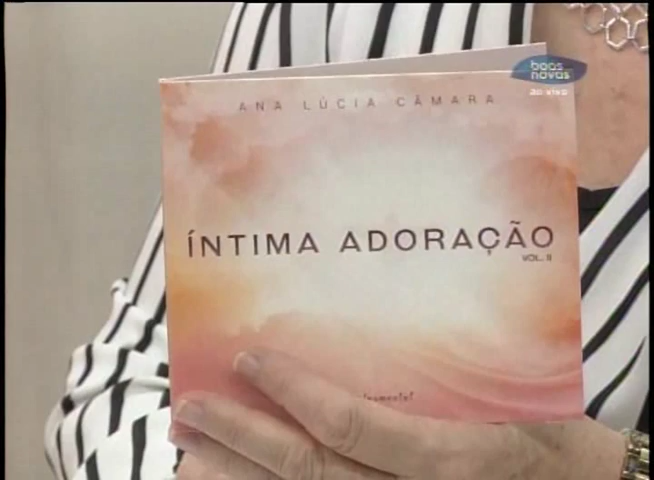 boas
novas
ao vivo
ANA LÚCIA CÂMARA
ÍNTIMA ADORAÇÃO
VOL. II